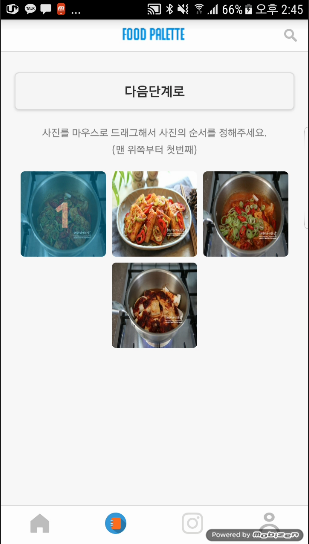 66% 오후 2:45
FOOD PALETTE
다음단계로
사진를 마우스로 드래그해서 사진의 순서를 정해주세요.
(맨 위쪽부터 첫번째)
1
Powered by Mobizen